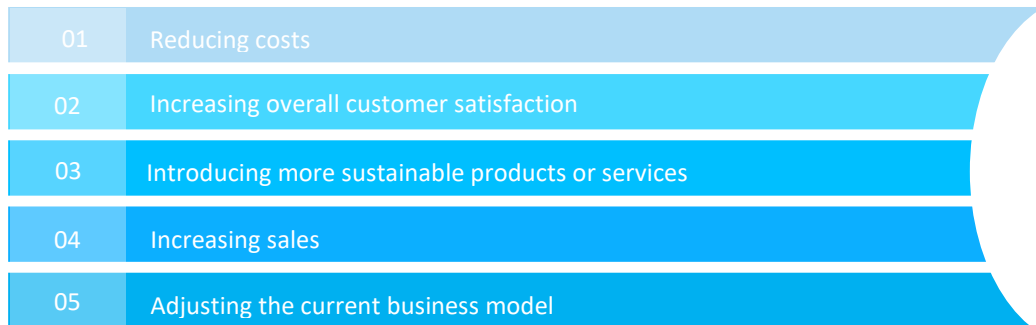 01 Reducing costs
02 Increasing overall customer satisfaction
03 Introducing more sustainable products or services
04 Increasing sales
05 Adjusting the current business model